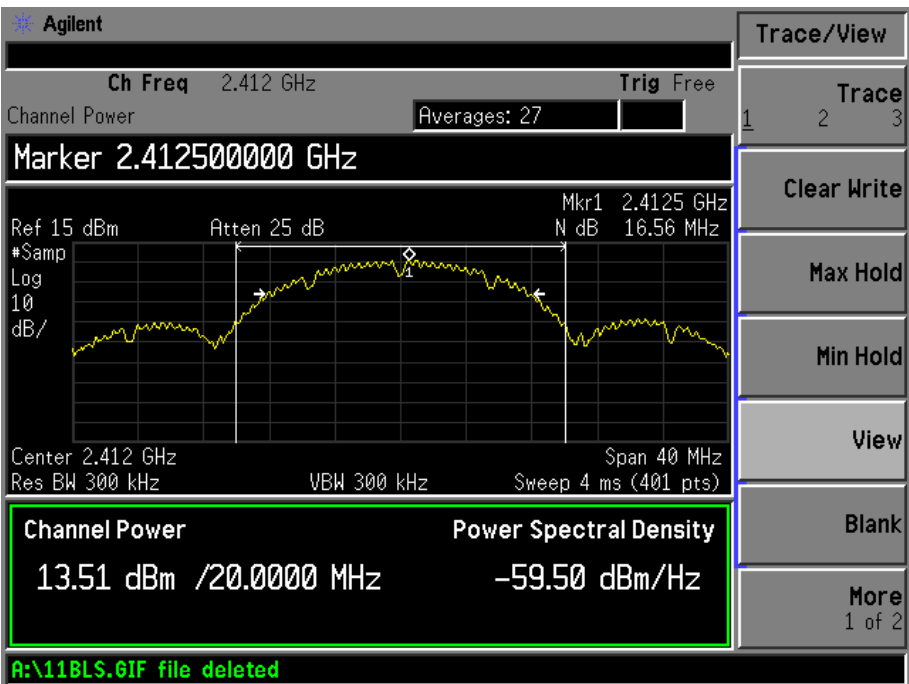 Agilent
Trace/View
Ch Freq 2.412 GHz Trig Free
Channel Power Averages: 27
Trace
1 2 3
Marker 2.412500000 GHz
Clear Write
Mkr1 2.4125 GHz
Ref 15 dBm Atten 25 dB N dB 16.56 MHz
#Samp
Log
10
dB/
1
Max Hold
Min Hold
View
Center 2.412 GHz Span 40 MHz
Res BW 300 kHz VBW 300 kHz Sweep 4 ms (401 pts)
Channel Power Power Spectral Density
13.51 dBm /20.0000 MHz -59.50 dBm/Hz
Blank
More
1 of 2
A:\11BLS.GIF file deleted